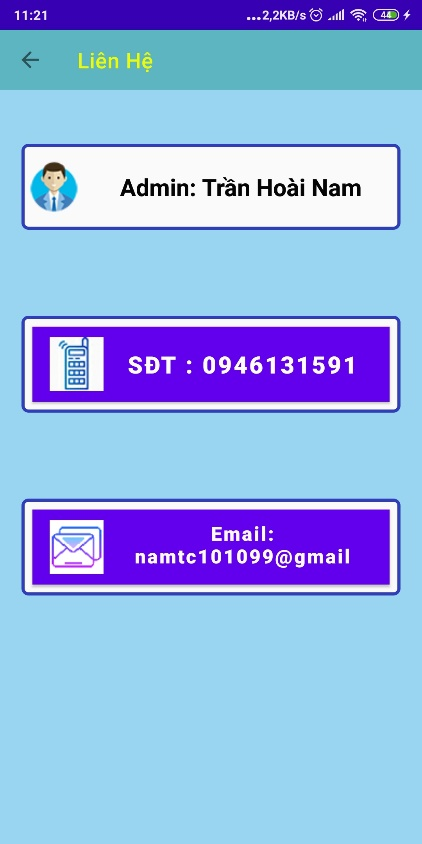 11:21
...2,2KB/s
44
Liên Hệ
Admin: Trần Hoài Nam
SĐT : 0946131591
Email:
namtc101099@gmail